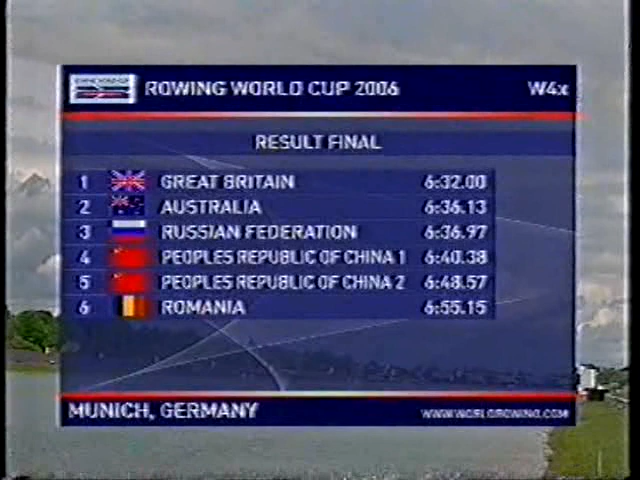 ROWING WORLD CUP 2006 W4x
RESULT FINAL
1 GREAT BRITAIN 6:32.00
2 AUSTRALIA 6:36.13
3 RUSSIAN FEDERATION 6:36.97
4 PEOPLES REPUBLIC OF CHINA 1 6:40.38
5 PEOPLES REPUBLIC OF CHINA 2 6:48.57
6 ROMANIA 6:55.15
MUNICH, GERMANY WWW.WORLDROWING.COM